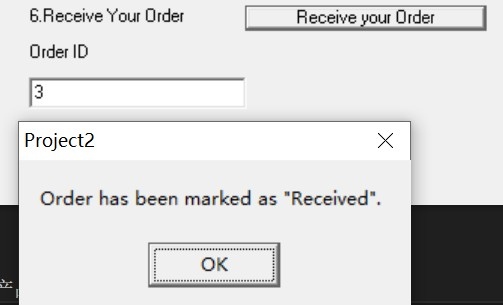 6.Receive Your Order
Receive your Order
Order ID
3
Project2
Order has been marked as "Received".
OK